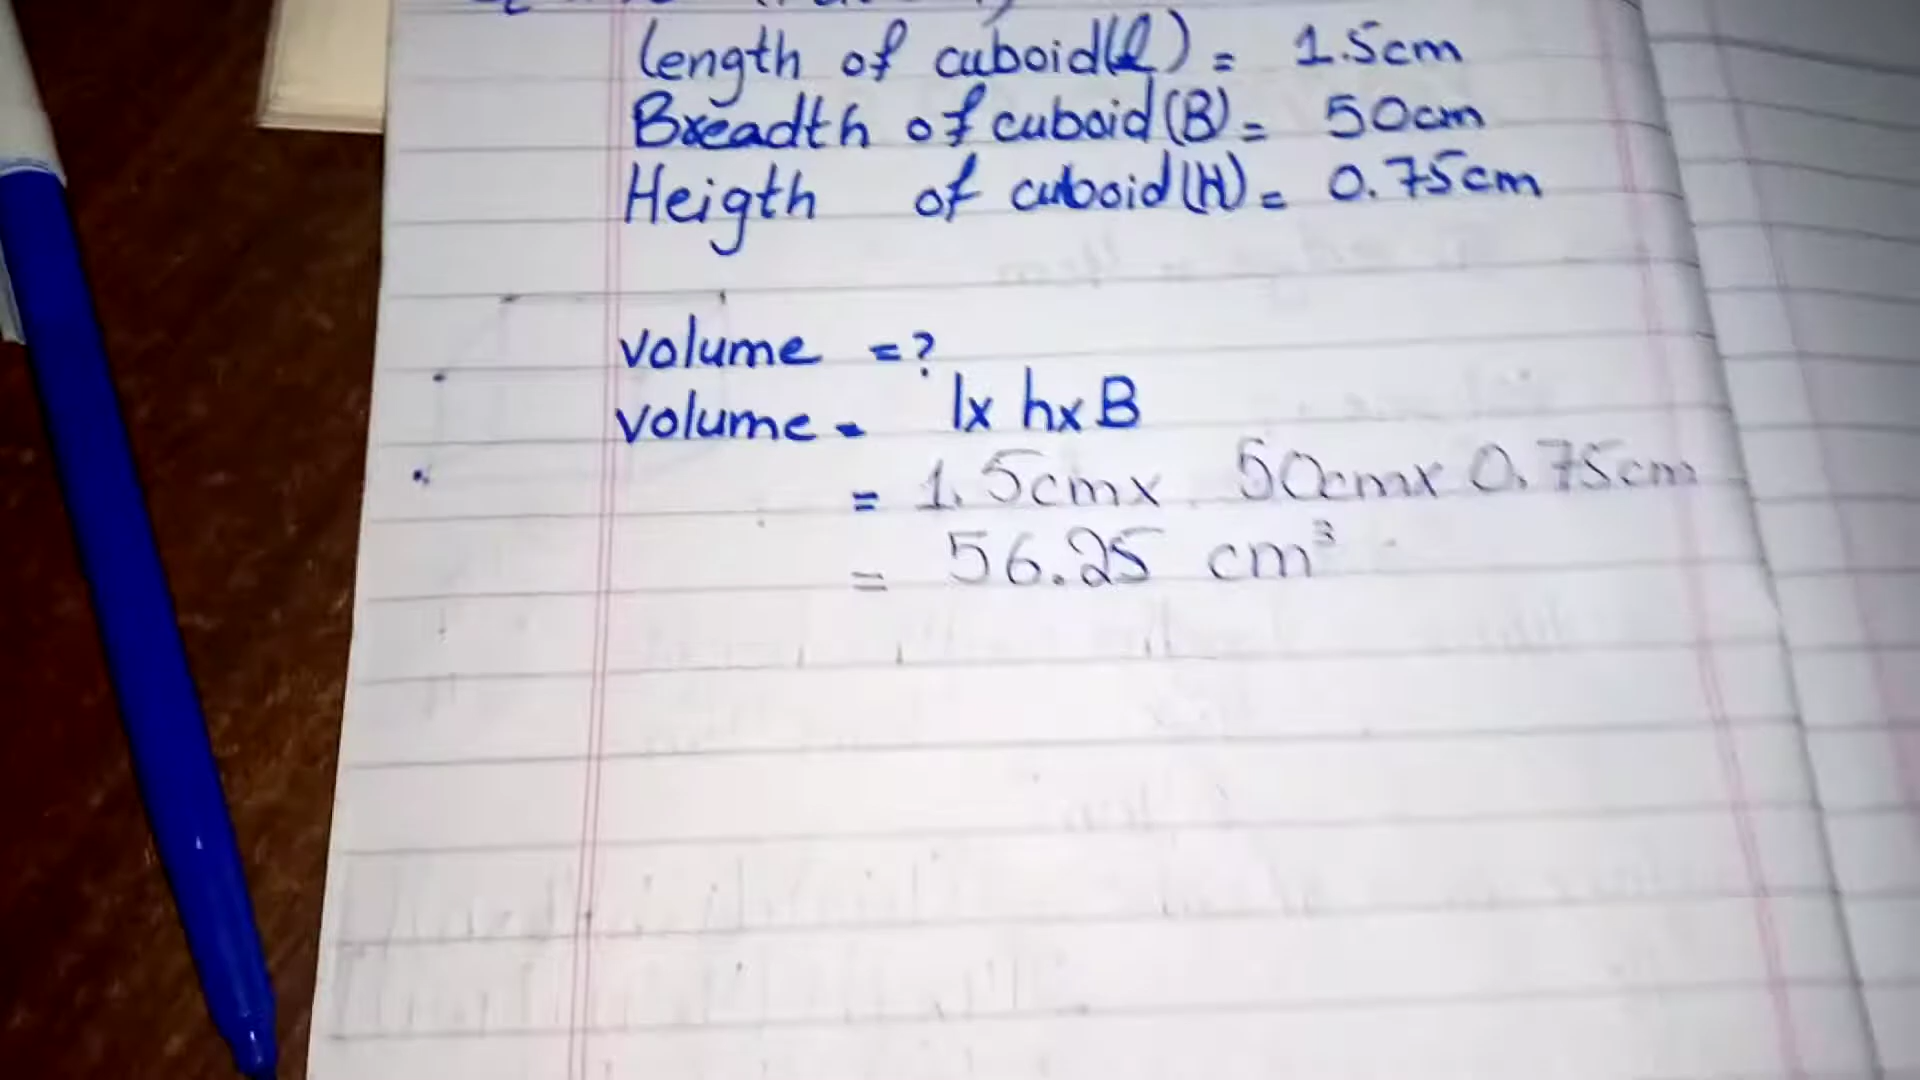 length of cuboid(l) = 1.5cm
Breadth of cuboid(B) = 50cm
Heigth of cuboid(H) = 0.75cm
volume = ?
volume = l x h x B
= 1.5cm x 50cm x 0.75cm
= 56.25 cm³